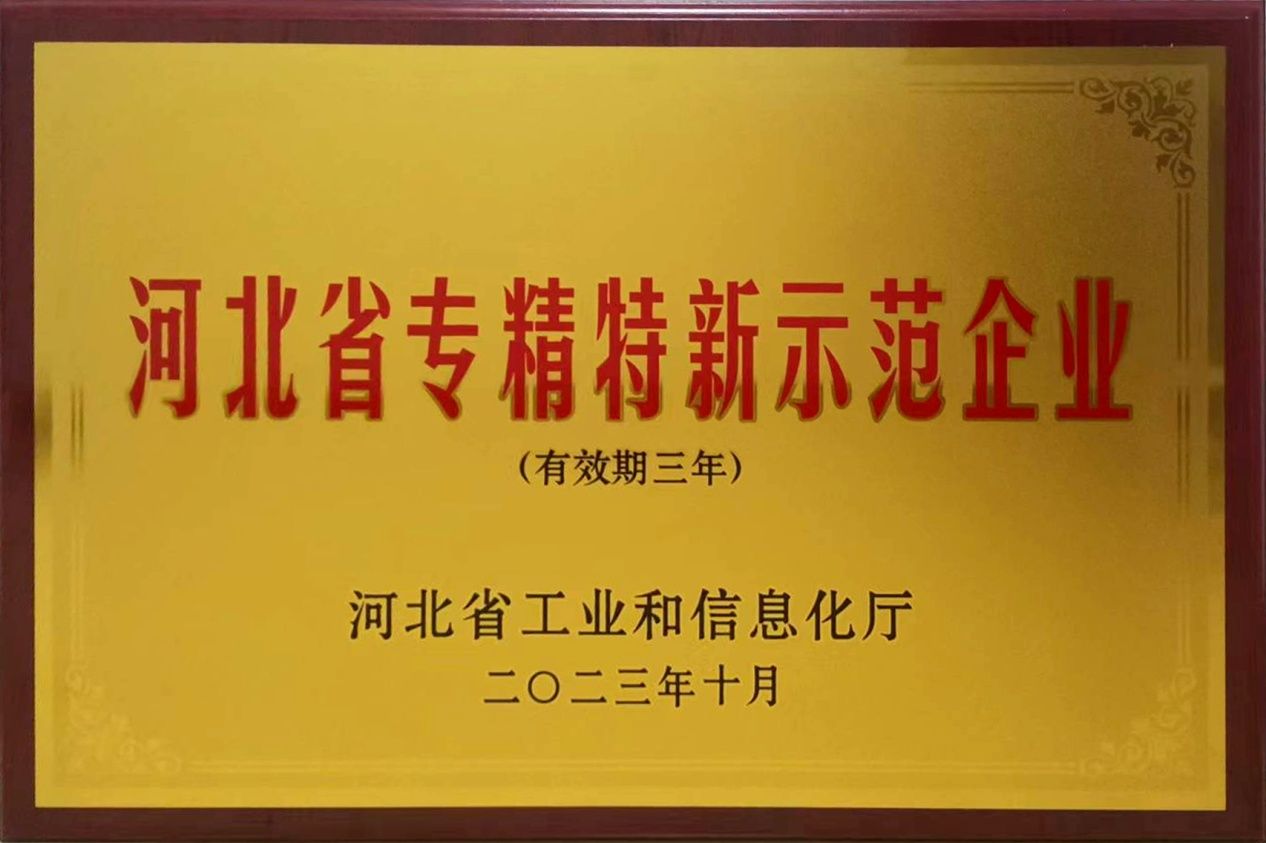 河北省专精特新示范企业
(有效期三年)
河北省工业和信息化厅
二〇二三年十月